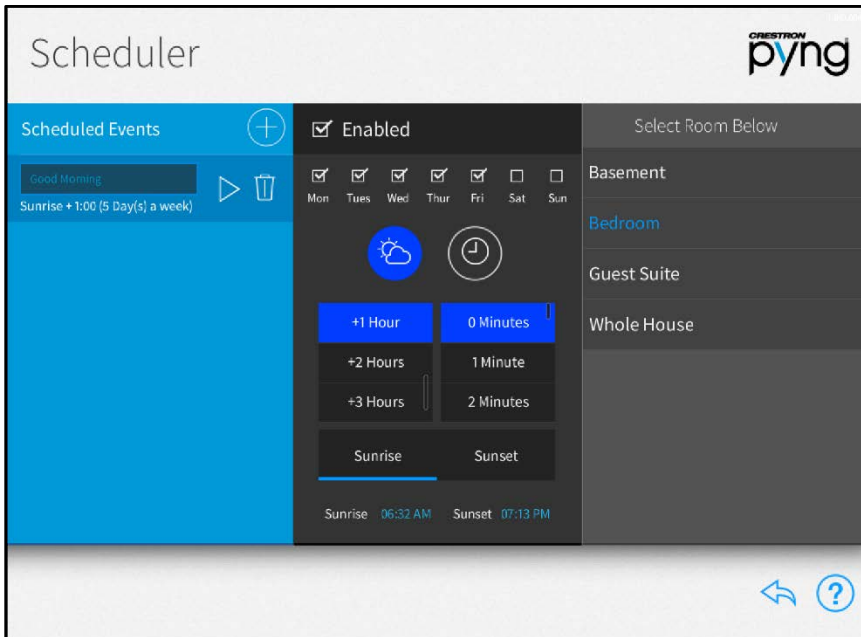 Scheduler
CRESTRON
pyng
Scheduled Events
Good Morning
Sunrise + 1:00 (5 Day(s) a week)
Enabled
Mon Tues Wed Thur Fri Sat Sun
+1 Hour 0 Minutes
+2 Hours 1 Minute
+3 Hours 2 Minutes
Sunrise Sunset
Sunrise 06:32 AM Sunset 07:13 PM
Select Room Below
Basement
Bedroom
Guest Suite
Whole House
?